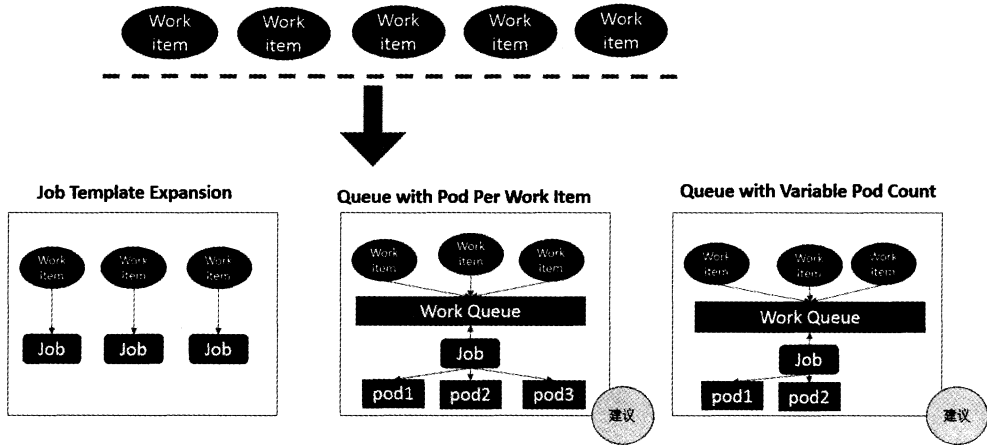 Work
item
Work
item
Work
item
Work
item
Work
item
Job Template Expansion
Work
item
Work
item
Work
item
Job
Job
Job
Queue with Pod Per Work Item
Work
item
Work
item
Work
item
Work Queue
Job
pod1
pod2
pod3
建议
Queue with Variable Pod Count
Work
item
Work
item
Work
item
Work Queue
Job
pod1
pod2
建议